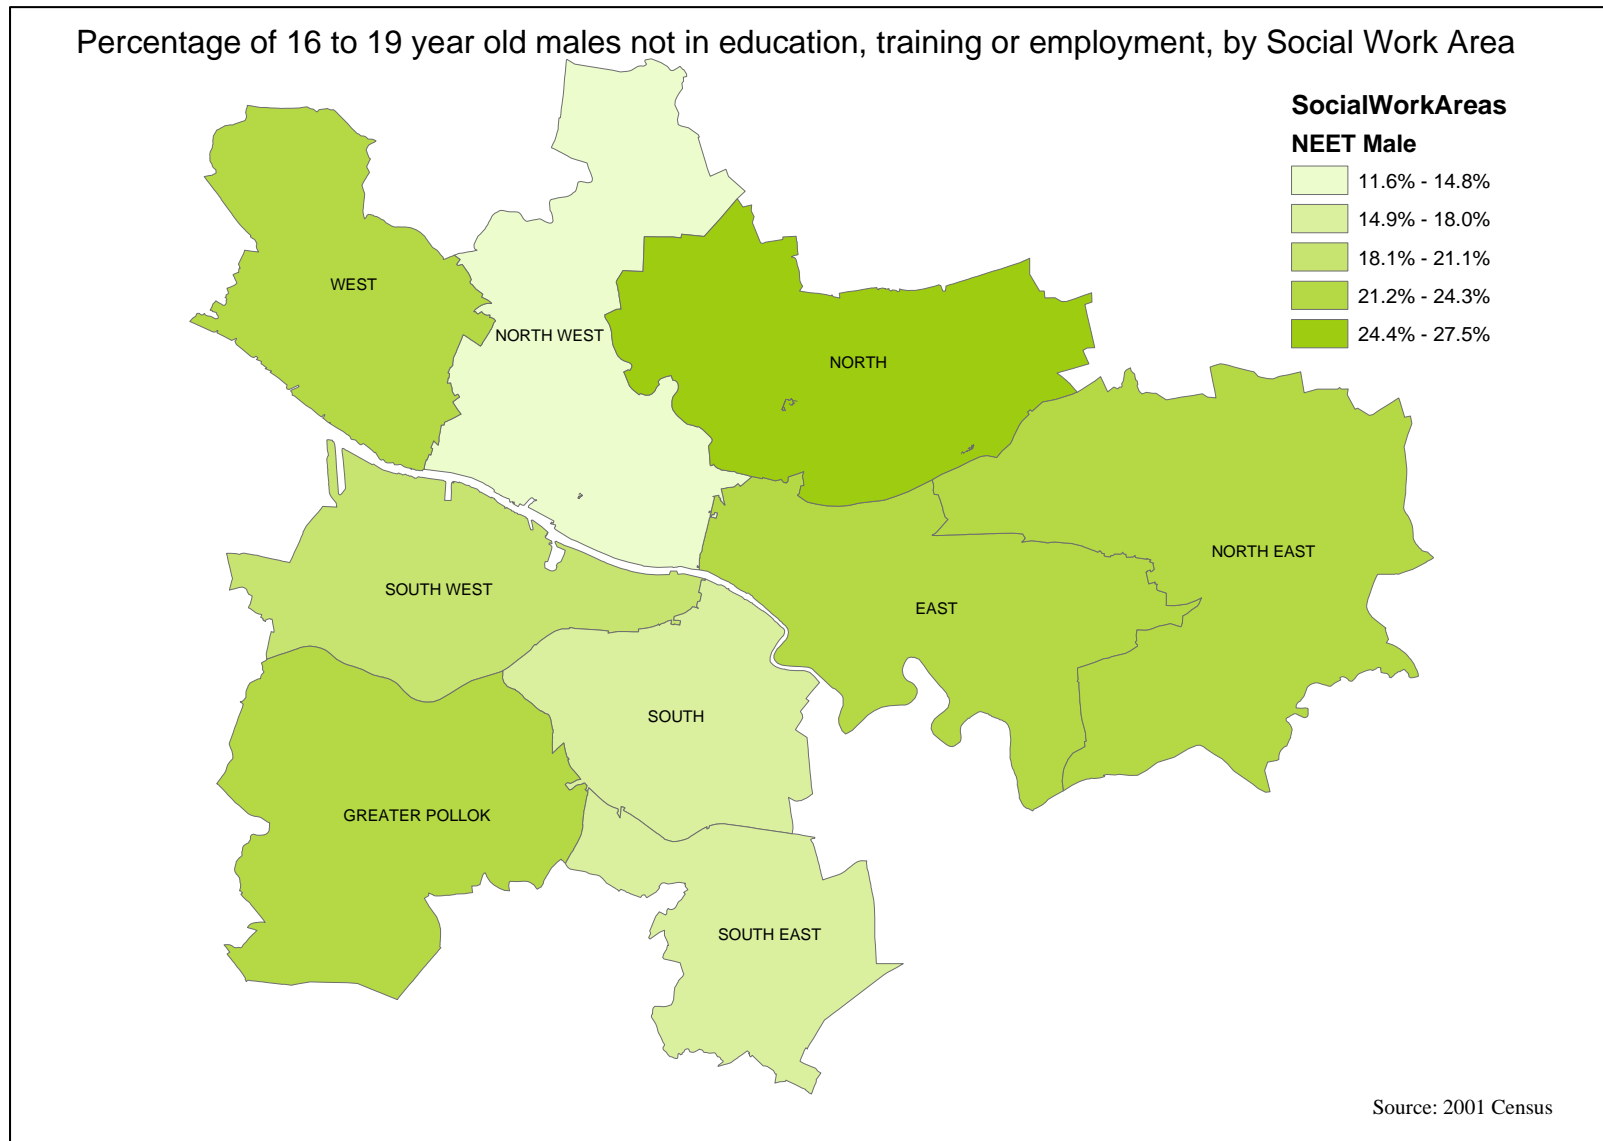 Percentage of 16 to 19 year old males not in education, training or employment, by Social Work Area
SocialWorkAreas
NEET Male
11.6% - 14.8%
14.9% - 18.0%
18.1% - 21.1%
21.2% - 24.3%
24.4% - 27.5%
WEST
NORTH WEST
NORTH
NORTH EAST
SOUTH WEST
EAST
SOUTH
GREATER POLLOK
SOUTH EAST
Source: 2001 Census